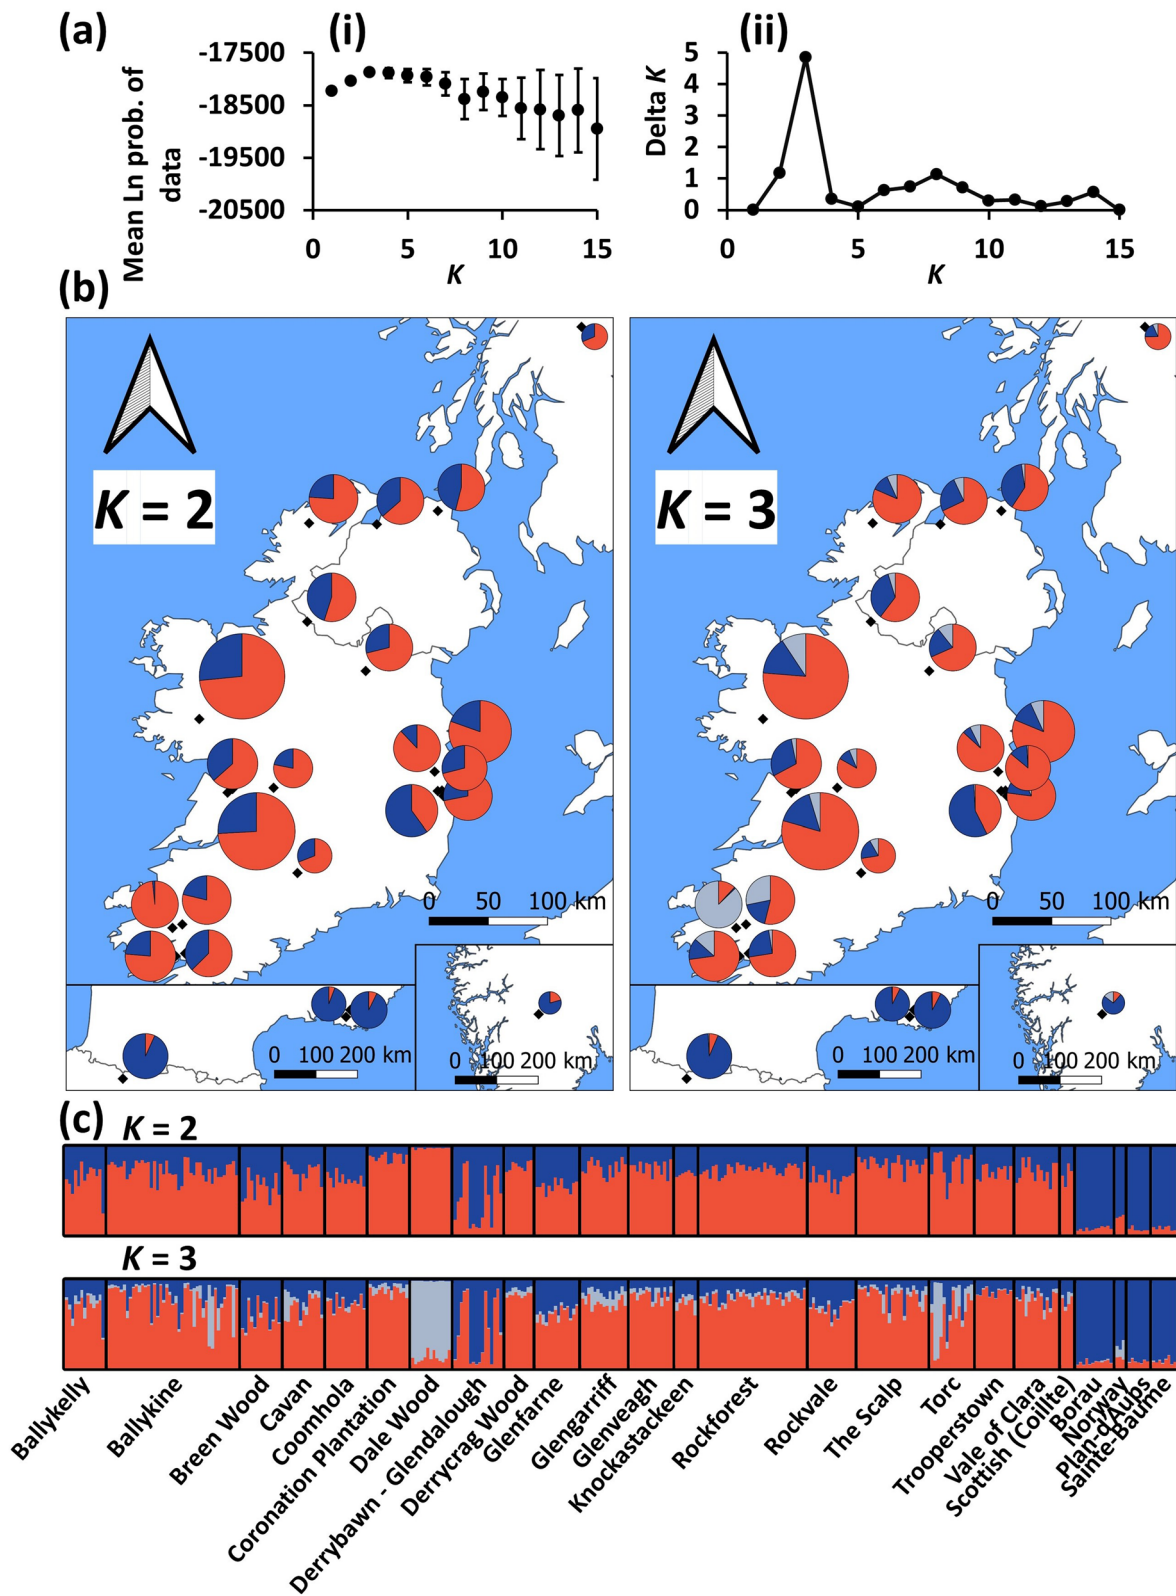 (a)
(i)
Mean Ln prob. of
data
-17500
-18500
-19500
-20500
0 5 10 15
K
(ii)
Delta K
5
4
3
2
1
0
0 5 10 15
K
(b)
K = 2
0 50 100 km
0 100 200 km
0 100 200 km
K = 3
0 50 100 km
0 100 200 km
0 100 200 km
(c)
K = 2
K = 3
Ballykelly
Ballykine
Breen Wood
Cavan
Coomhola
Coronation Plantation
Dale Wood
Derrybawn - Glendalough
Derrycrag Wood
Glenfarne
Glengarriff
Glenveagh
Knockastackeen
Rockforest
Rockvale
The Scalp
Torc
Trooperstown
Vale of Clara
Scottish (Coilite)
Borau
Norway
Plan-d'Aups
Sainte-Baume